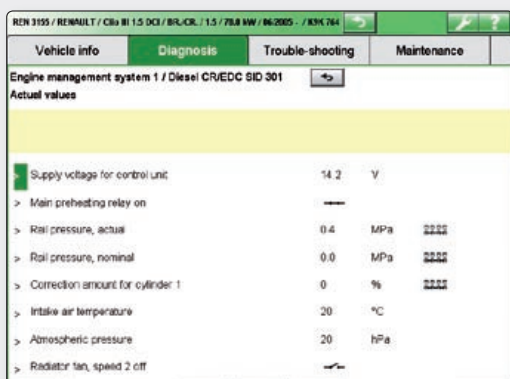 REN 3155 / RENAULT / Clio III 1.5 DCI / BR./CR. / 1.5 / 78.0 kW / 06.2005 - / K9K 764
Vehicle info Diagnosis Trouble-shooting Maintenance
Engine management system 1 / Diesel CR/EDC SID 301
Actual values
> Supply voltage for control unit 14.2 V
> Main preheating relay on
> Rail pressure, actual 0.4 MPa
> Rail pressure, nominal 0.0 MPa
> Correction amount for cylinder 1 0 %
> Intake air temperature 20 °C
> Atmospheric pressure 20 hPa
> Radiator fan, speed 2 off